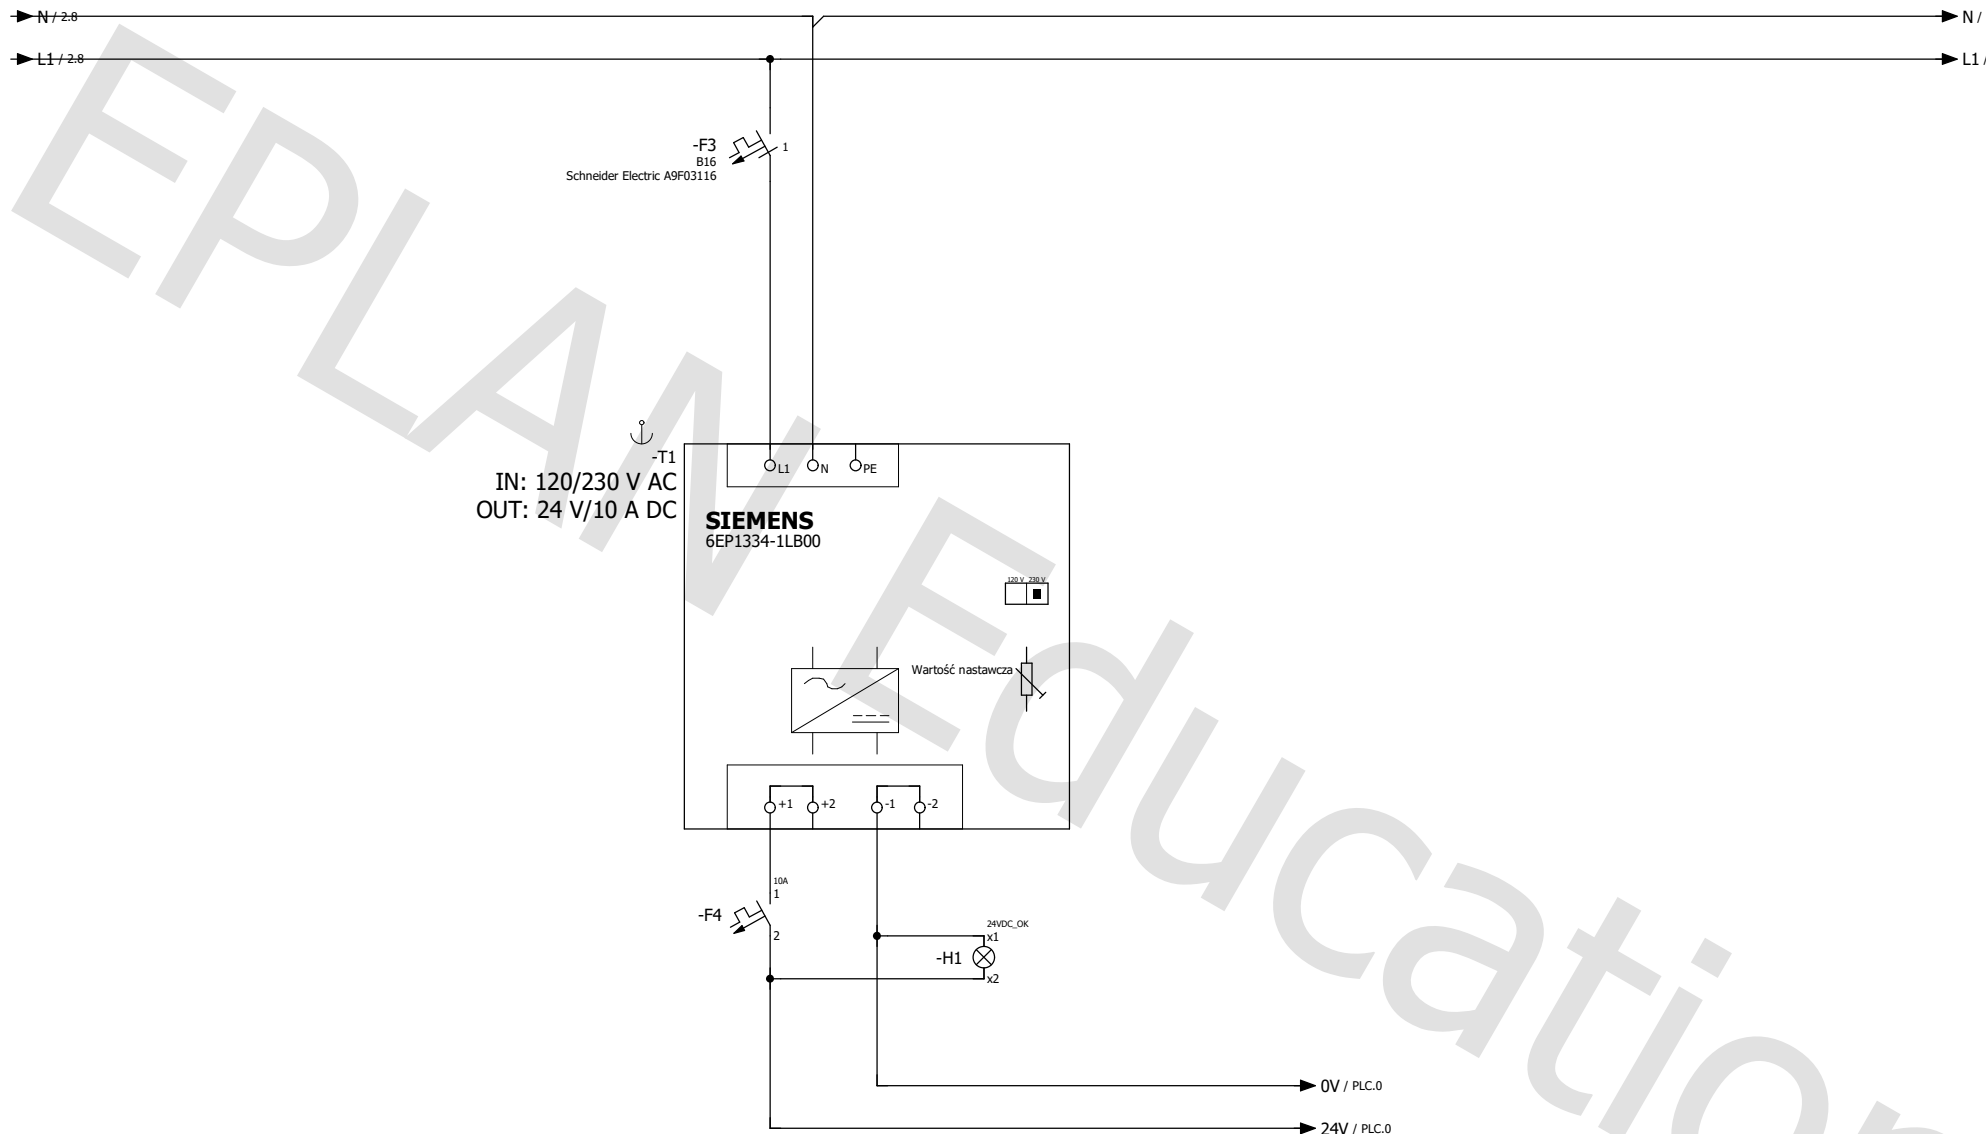 N / 2.8
N /
L1 / 2.8
L1 /
-F3
1
B16
Schneider Electric A9F03116
-T1
L1
N
PE
IN: 120/230 V AC
OUT: 24 V/10 A DC
SIEMENS
6EP1334-1LB00
120 V 230 V
Wartość nastawcza
+1
+2
-1
-2
10A
1
-F4
2
24VDC_OK
x1
-H1
x2
0V / PLC.0
24V / PLC.0
EPLAN Education